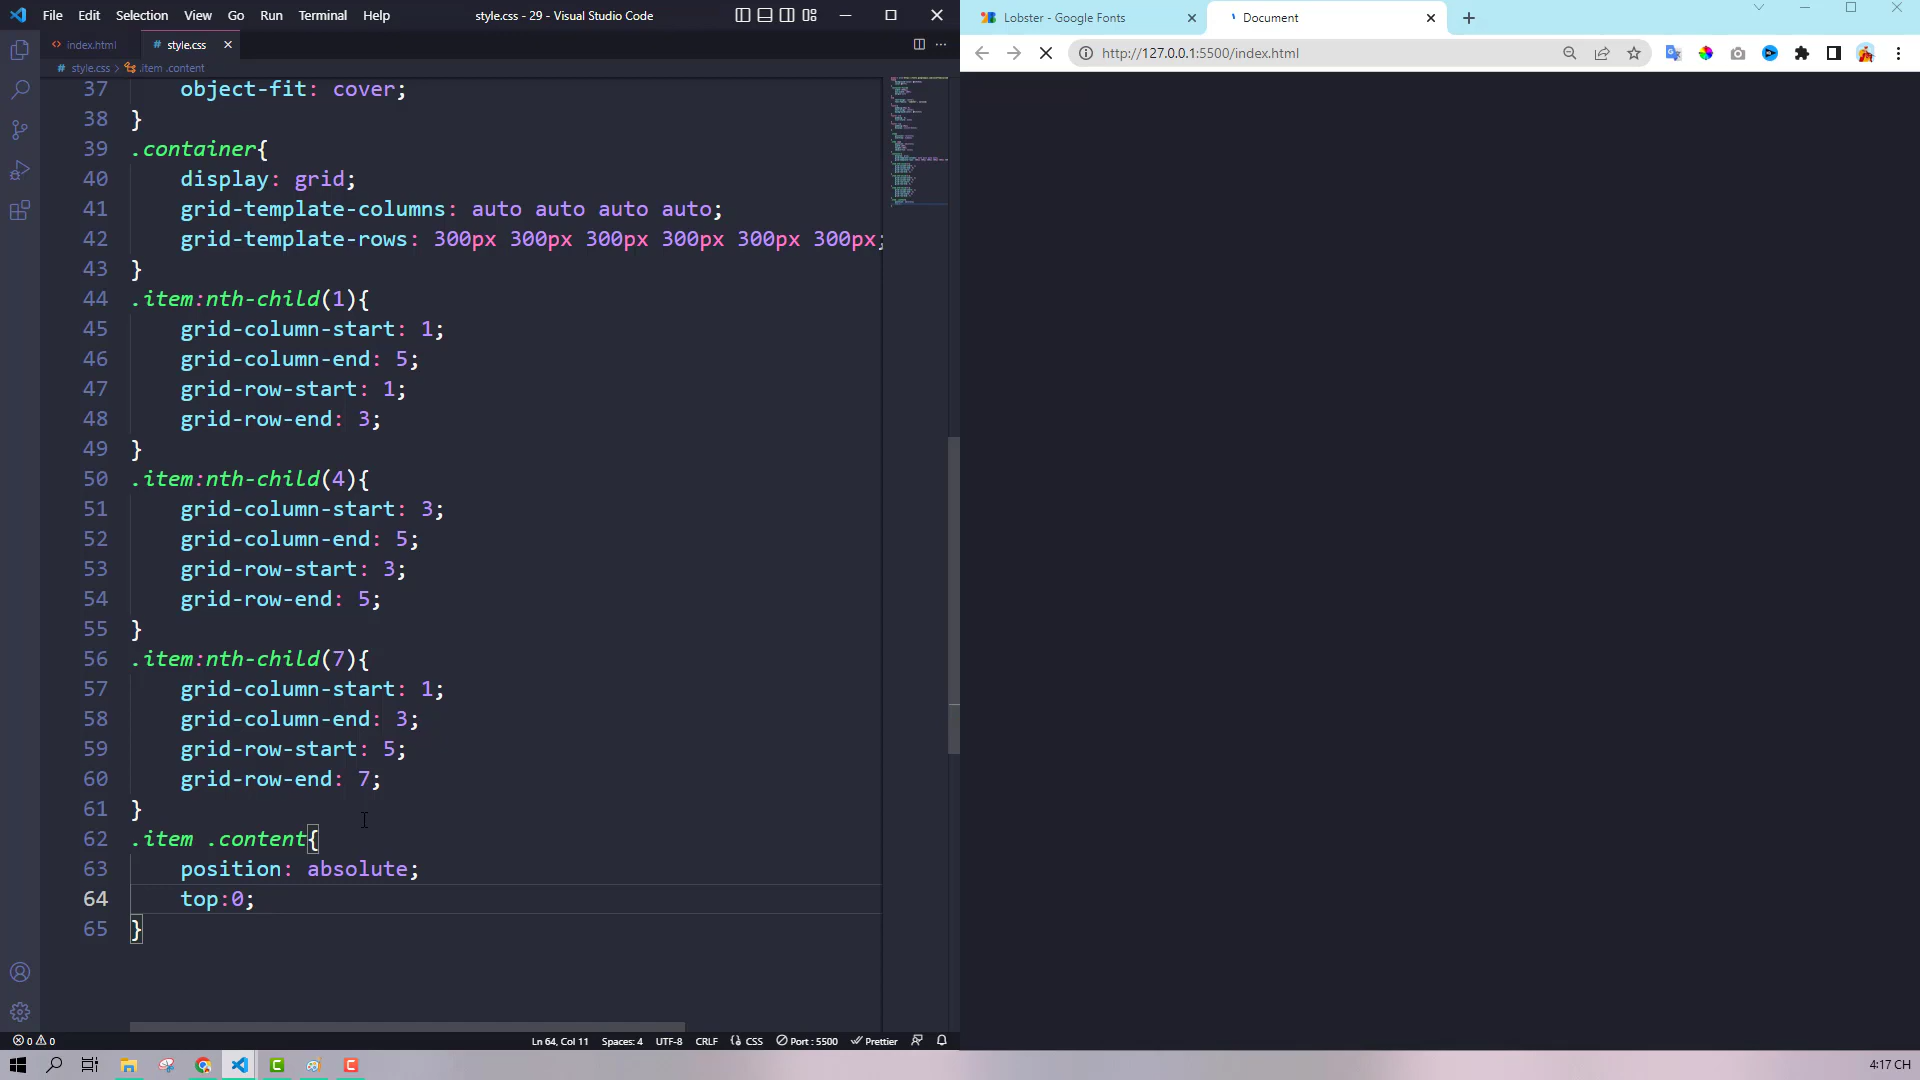 File Edit Selection View Go Run Terminal Help
style.css - 29 - Visual Studio Code
index.html
style.css
style.css > .item .content
37 object-fit: cover;
38 }
39 .container{
40 display: grid;
41 grid-template-columns: auto auto auto auto;
42 grid-template-rows: 300px 300px 300px 300px 300px 300px;
43 }
44 .item:nth-child(1){
45 grid-column-start: 1;
46 grid-column-end: 5;
47 grid-row-start: 1;
48 grid-row-end: 3;
49 }
50 .item:nth-child(4){
51 grid-column-start: 3;
52 grid-column-end: 5;
53 grid-row-start: 3;
54 grid-row-end: 5;
55 }
56 .item:nth-child(7){
57 grid-column-start: 1;
58 grid-column-end: 3;
59 grid-row-start: 5;
60 grid-row-end: 7;
61 }
62 .item .content{
63 position: absolute;
64 top:0;
65 }
0 0
Ln 64, Col 11 Spaces: 4 UTF-8 CRLF {} CSS Port : 5500 Prettier
Lobster - Google Fonts
Document
http://127.0.0.1:5500/index.html
4:17 CH